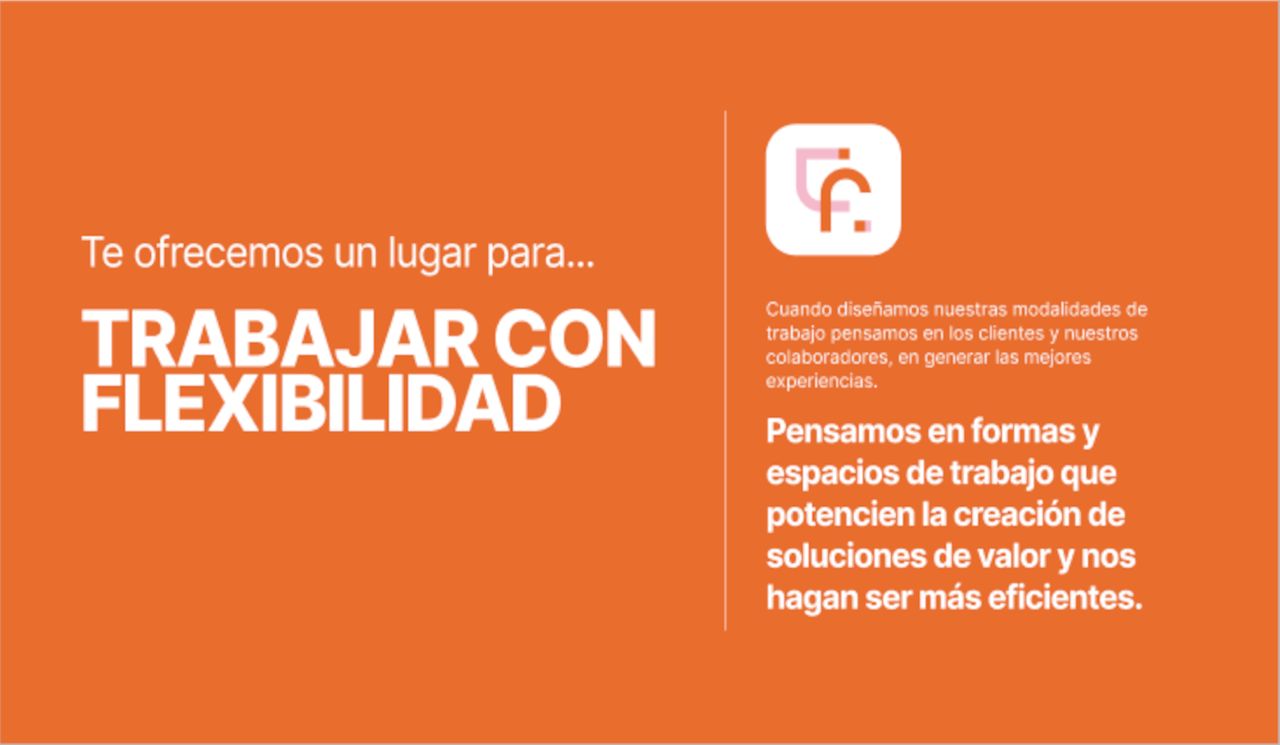 Te ofrecemos un lugar para...
TRABAJAR CON
FLEXIBILIDAD
Cuando diseñamos nuestras modalidades de
trabajo pensamos en los clientes y nuestros
colaboradores, en generar las mejores
experiencias.
Pensamos en formas y
espacios de trabajo que
potencien la creación de
soluciones de valor y nos
hagan ser más eficientes.